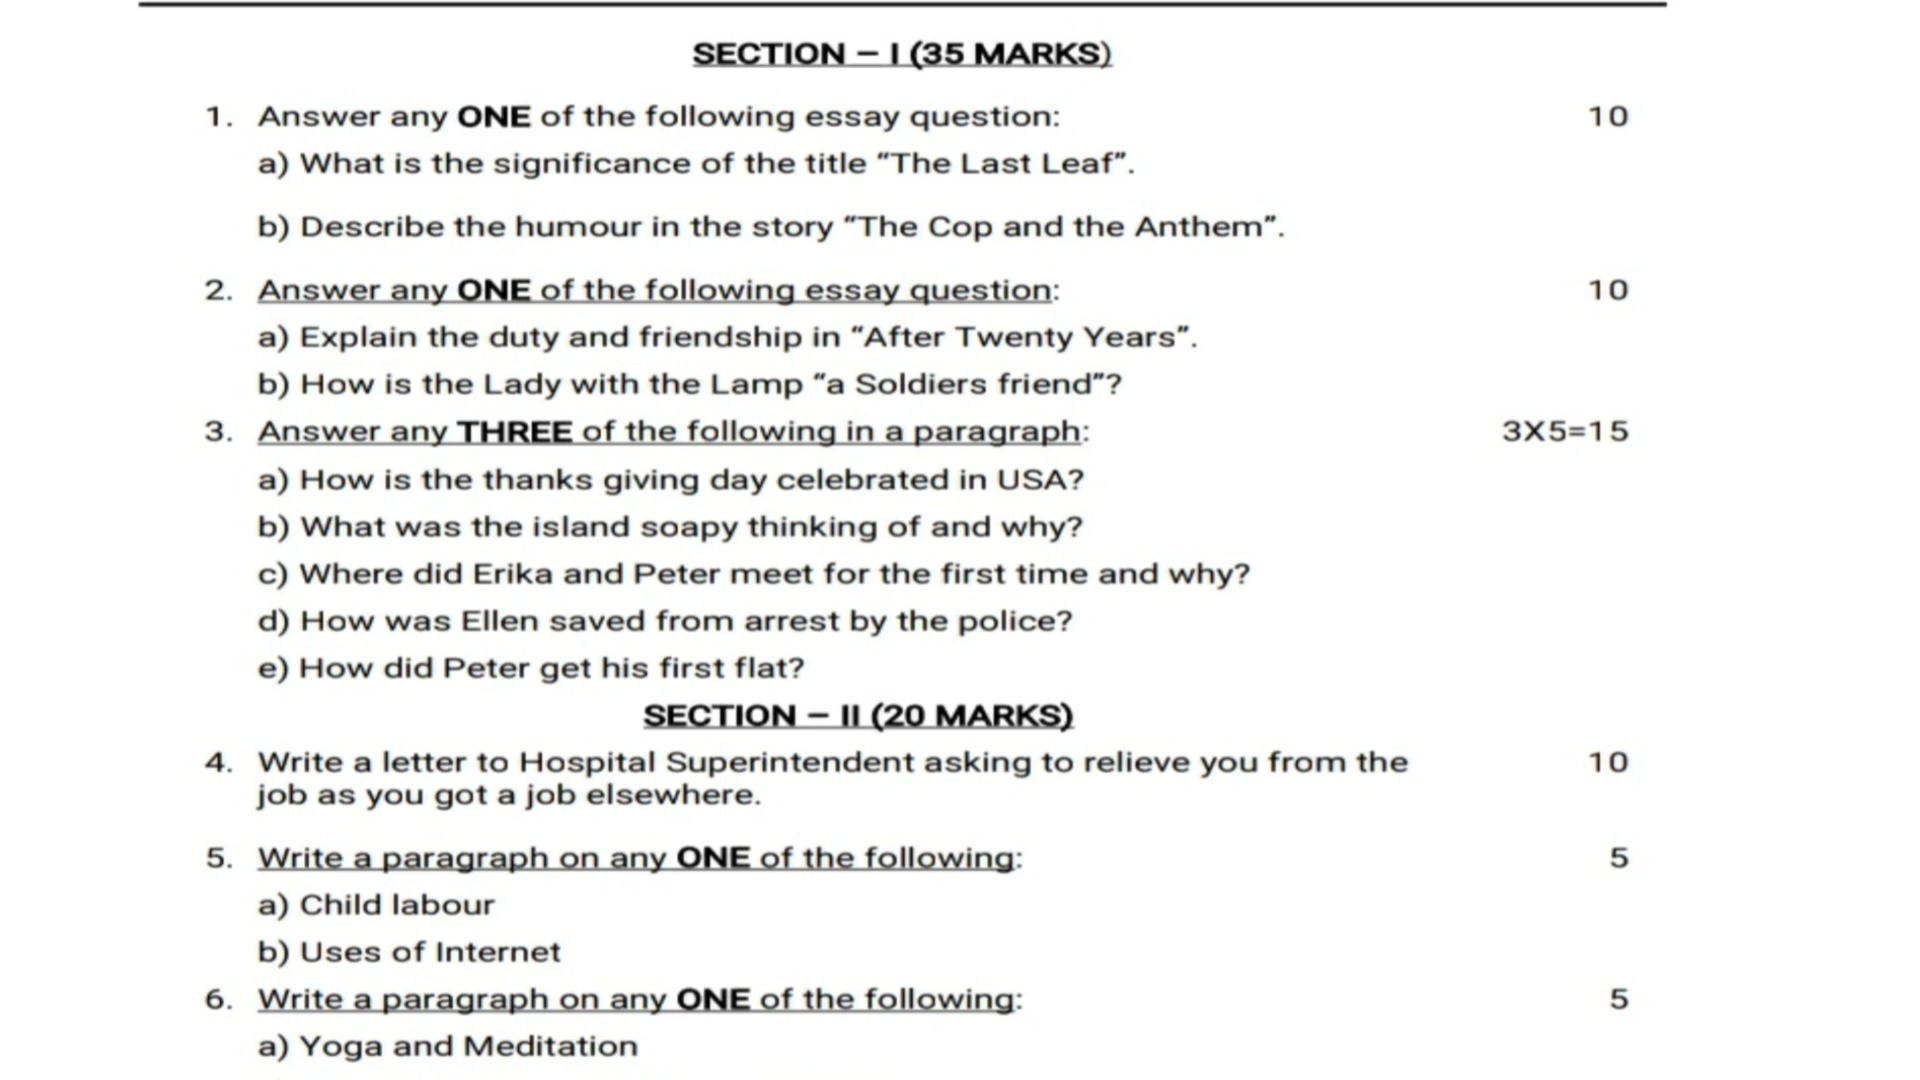 SECTION – I (35 MARKS)
1. Answer any ONE of the following essay question: 10
a) What is the significance of the title “The Last Leaf”.
b) Describe the humour in the story “The Cop and the Anthem”.
2. Answer any ONE of the following essay question: 10
a) Explain the duty and friendship in “After Twenty Years”.
b) How is the Lady with the Lamp “a Soldiers friend”?
3. Answer any THREE of the following in a paragraph: 3X5=15
a) How is the thanks giving day celebrated in USA?
b) What was the island soapy thinking of and why?
c) Where did Erika and Peter meet for the first time and why?
d) How was Ellen saved from arrest by the police?
e) How did Peter get his first flat?
SECTION – II (20 MARKS)
4. Write a letter to Hospital Superintendent asking to relieve you from the 10
job as you got a job elsewhere.
5. Write a paragraph on any ONE of the following: 5
a) Child labour
b) Uses of Internet
6. Write a paragraph on any ONE of the following: 5
a) Yoga and Meditation